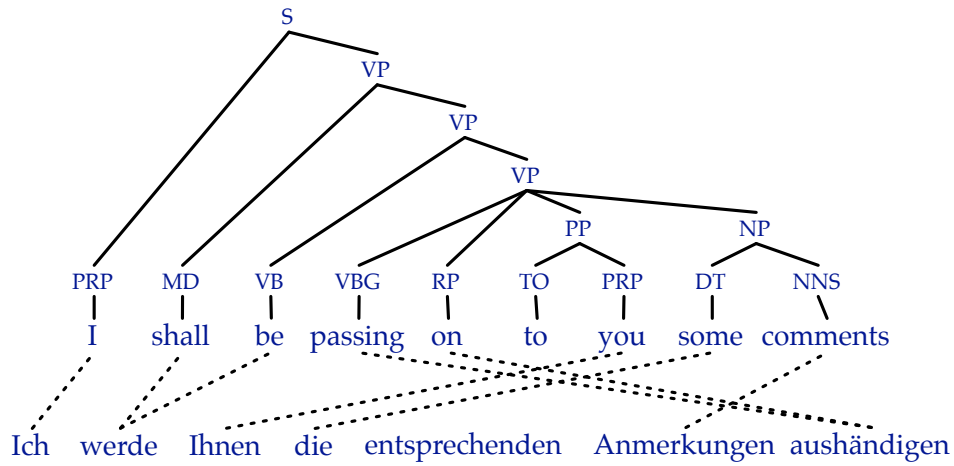 S
VP
VP
VP
PP NP
PRP MD VB VBG RP TO PRP DT NNS
I shall be passing on to you some comments
Ich werde Ihnen die entsprechenden Anmerkungen aushändigen